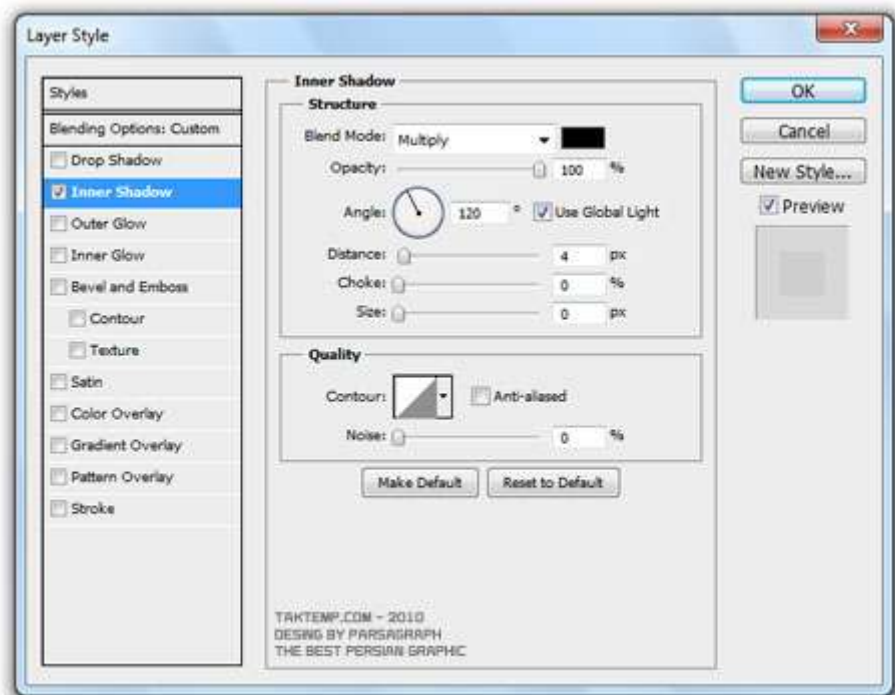 Layer Style
Styles
Blending Options: Custom
Drop Shadow
Inner Shadow
Outer Glow
Inner Glow
Bevel and Emboss
Contour
Texture
Satin
Color Overlay
Gradient Overlay
Pattern Overlay
Stroke
Inner Shadow
Structure
Blend Mode: Multiply
Opacity: 100 %
Angle: 120 ° Use Global Light
Distance: 4 px
Choke: 0 %
Size: 0 px
Quality
Contour: Anti-aliased
Noise: 0 %
Make Default Reset to Default
TAKTEMP.COM - 2010
DESING BY PARSAGRAPH
THE BEST PERSIAN GRAPHIC
OK
Cancel
New Style...
Preview